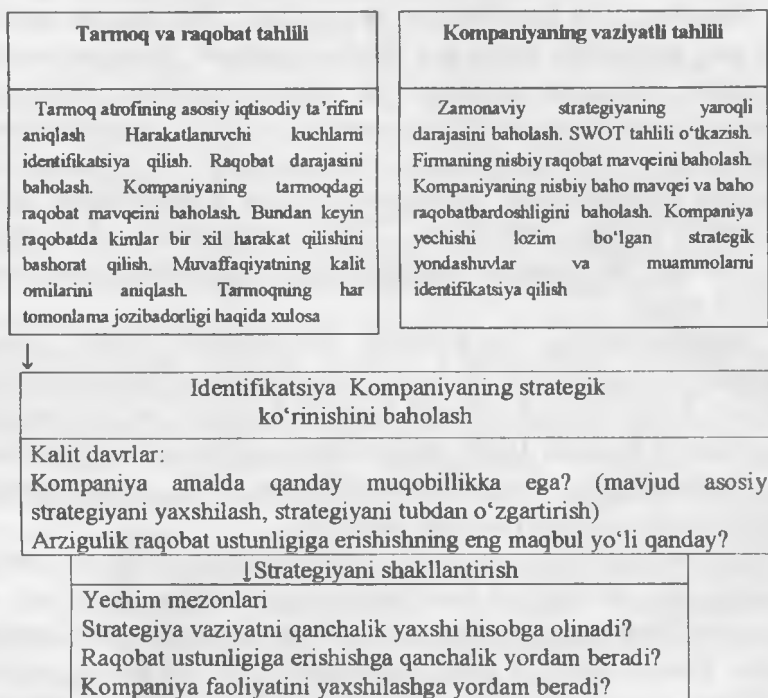 Tarmoq va raqobat tahlili
Tarmoq atrofining asosiy iqtisodiy ta’rifini
aniqlash Harakatlanuvchi kuchlarni
identifikatsiya qilish. Raqobat darajasini
baholash. Kompaniyaning tarmoqdagi
raqobat mavqeini baholash. Bundan keyin
raqobatda kimlar bir xil harakat qilishini
bashorat qilish. Muvaffaqiyatning kalit
omilarini aniqlash. Tarmoqning har
tomonlama jozibadorligi haqida xulosa
Kompaniyaning vaziyatli tahlili
Zamonaviy strategiyaning yaroqli
darajasini baholash. SWOT tahlili o‘tkazish.
Firmaning nisbiy raqobat mavqeini baholash.
Kompaniyaning nisbiy baho mavqei va baho
raqobatbardoshligini baholash. Kompaniya
yechishi lozim bo‘lgan strategik
yondashuvlar va muammolarni
identifikatsiya qilish
↓
Identifikatsiya Kompaniyaning strategik
ko‘rinishini baholash
Kalit davrlar:
Kompaniya amalda qanday muqobillikka ega? (mavjud asosiy
strategiyani yaxshilash, strategiyani tubdan o‘zgartirish)
Arzigulik raqobat ustunligiga erishishning eng maqbul yo‘li qanday?
↓Strategiyani shakllantirish
Yechim mezonlari
Strategiya vaziyatni qanchalik yaxshi hisobga olinadi?
Raqobat ustunligiga erishishga qanchalik yordam beradi?
Kompaniya faoliyatini yaxshilashga yordam beradi?